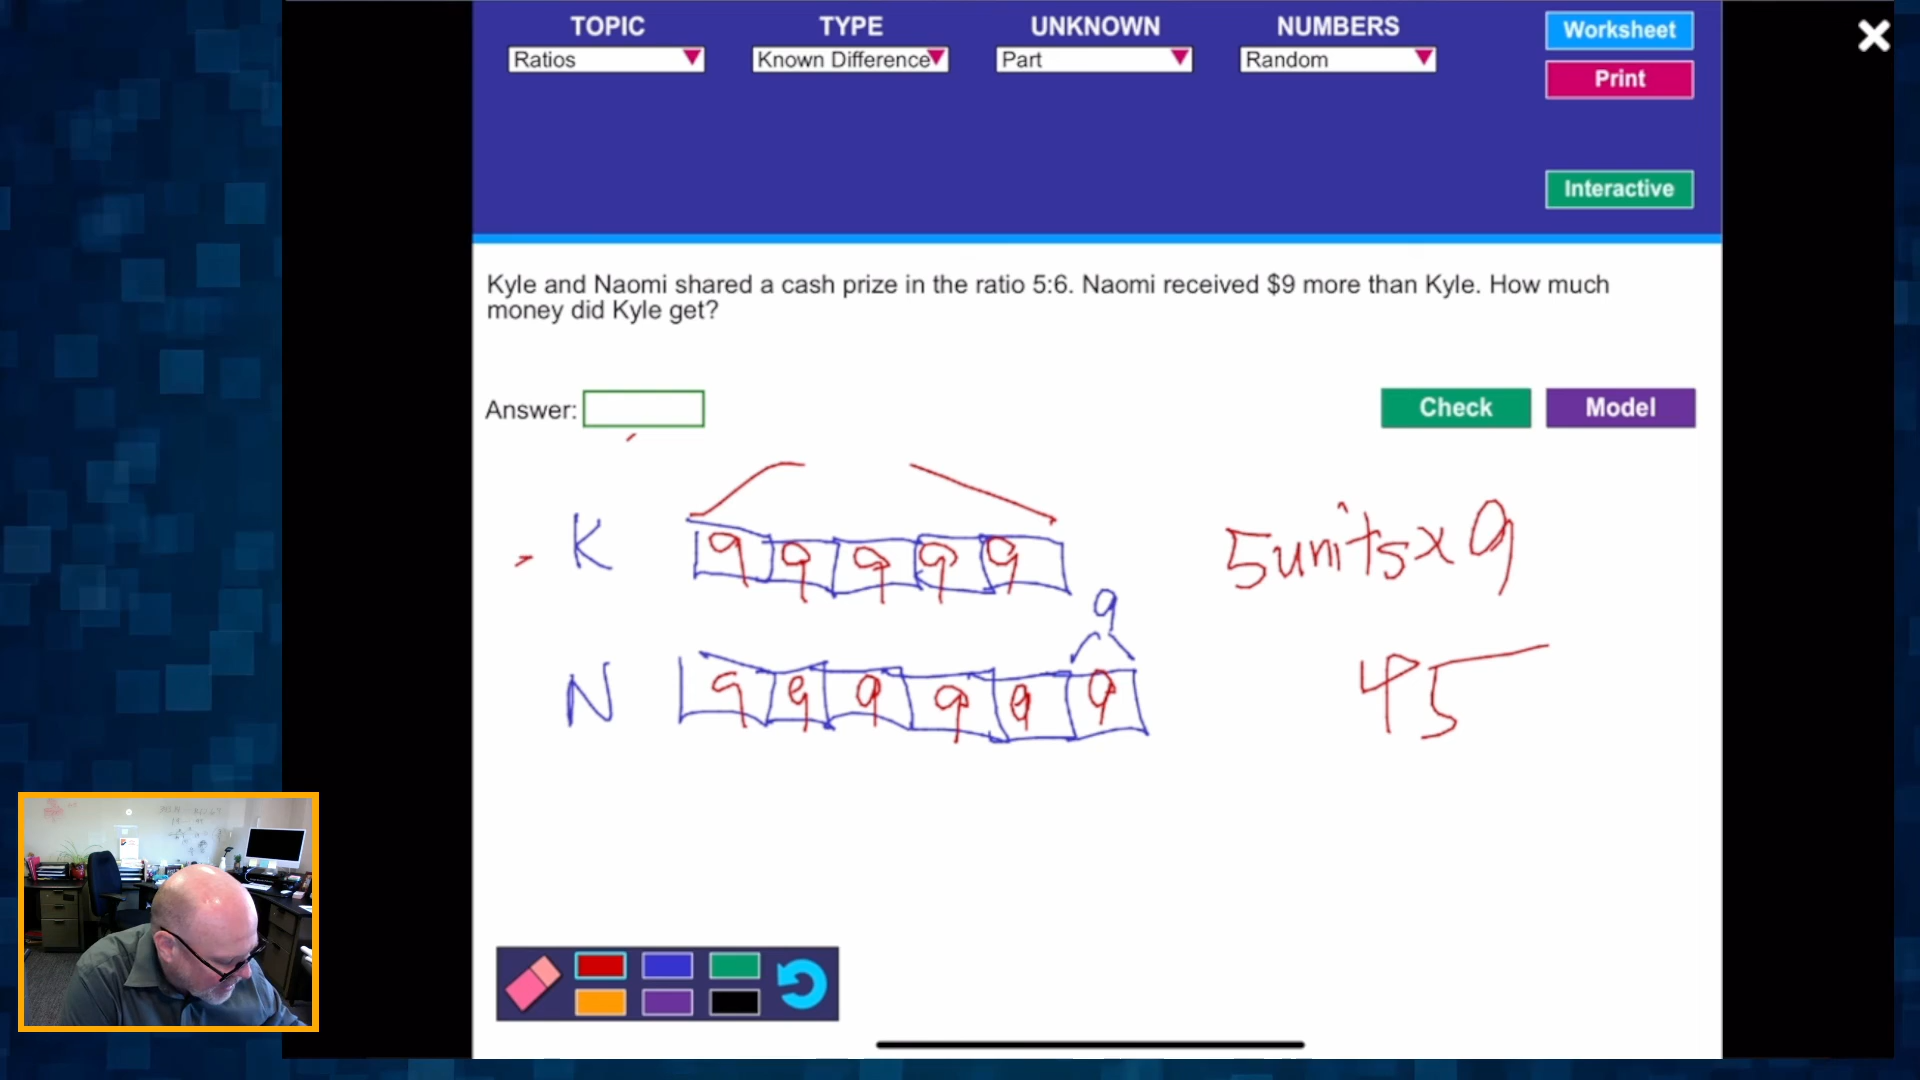 TOPIC TYPE UNKNOWN NUMBERS
Ratios Known Difference Part Random
Worksheet
Print
Interactive
Kyle and Naomi shared a cash prize in the ratio 5:6. Naomi received $9 more than Kyle. How much
money did Kyle get?
Answer: Check Model
K 9 9 9 9 9 5units x 9
9
N 9 9 9 9 9 9 45